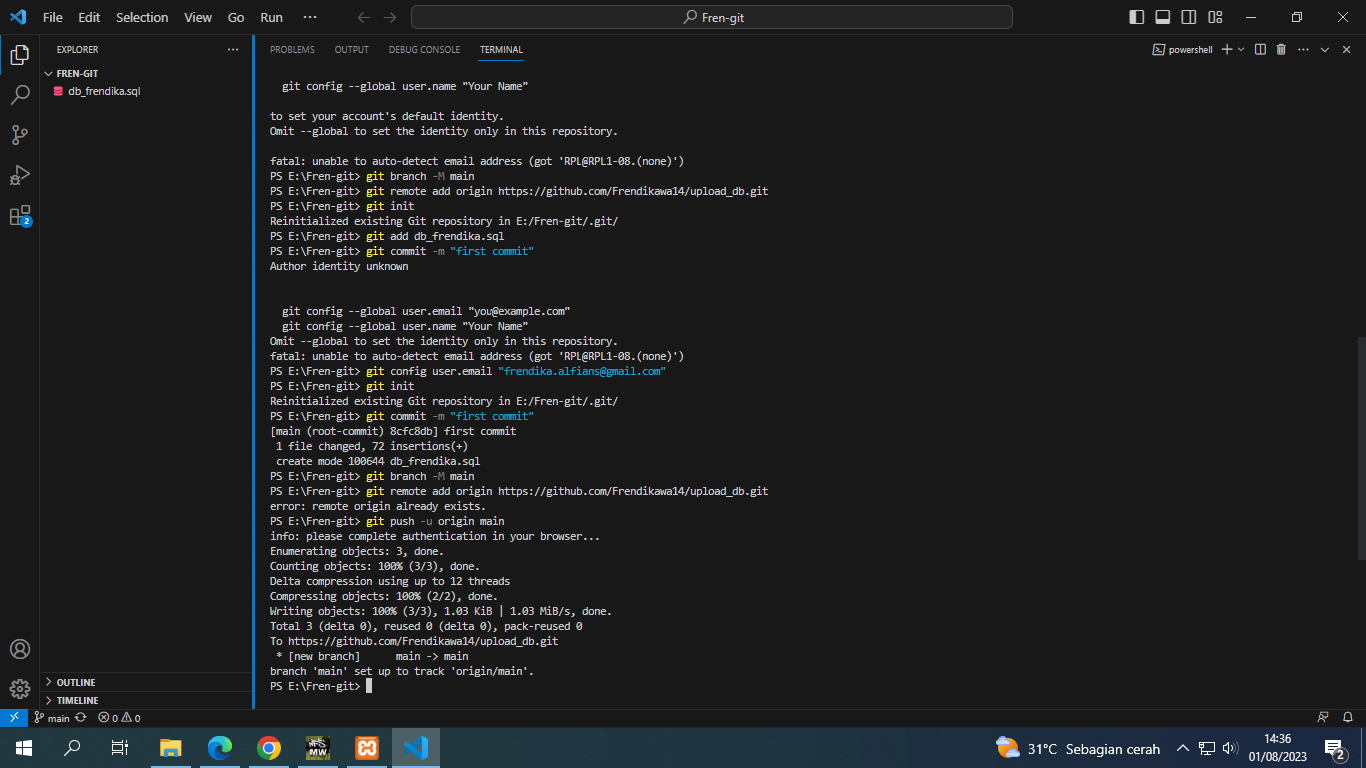 File Edit Selection View Go Run ··· Fren-git
EXPLORER ···
FREN-GIT
db_frendika.sql
OUTLINE
TIMELINE
PROBLEMS OUTPUT DEBUG CONSOLE TERMINAL powershell
git config --global user.name "Your Name"
to set your account's default identity.
Omit --global to set the identity only in this repository.
fatal: unable to auto-detect email address (got 'RPL@RPL1-08.(none)')
PS E:\Fren-git> git branch -M main
PS E:\Fren-git> git remote add origin https://github.com/Frendikawa14/upload_db.git
PS E:\Fren-git> git init
Reinitialized existing Git repository in E:/Fren-git/.git/
PS E:\Fren-git> git add db_frendika.sql
PS E:\Fren-git> git commit -m "first commit"
Author identity unknown
git config --global user.email "you@example.com"
git config --global user.name "Your Name"
Omit --global to set the identity only in this repository.
fatal: unable to auto-detect email address (got 'RPL@RPL1-08.(none)')
PS E:\Fren-git> git config user.email "frendika.alfians@gmail.com"
PS E:\Fren-git> git init
Reinitialized existing Git repository in E:/Fren-git/.git/
PS E:\Fren-git> git commit -m "first commit"
[main (root-commit) 8cfc8db] first commit
1 file changed, 72 insertions(+)
create mode 100644 db_frendika.sql
PS E:\Fren-git> git branch -M main
PS E:\Fren-git> git remote add origin https://github.com/Frendikawa14/upload_db.git
error: remote origin already exists.
PS E:\Fren-git> git push -u origin main
info: please complete authentication in your browser...
Enumerating objects: 3, done.
Counting objects: 100% (3/3), done.
Delta compression using up to 12 threads
Compressing objects: 100% (2/2), done.
Writing objects: 100% (3/3), 1.03 KiB | 1.03 MiB/s, done.
Total 3 (delta 0), reused 0 (delta 0), pack-reused 0
To https://github.com/Frendikawa14/upload_db.git
* [new branch] main -> main
branch 'main' set up to track 'origin/main'.
PS E:\Fren-git>
2
main 0 0
MW
31°C Sebagian cerah
14:36
01/08/2023
2